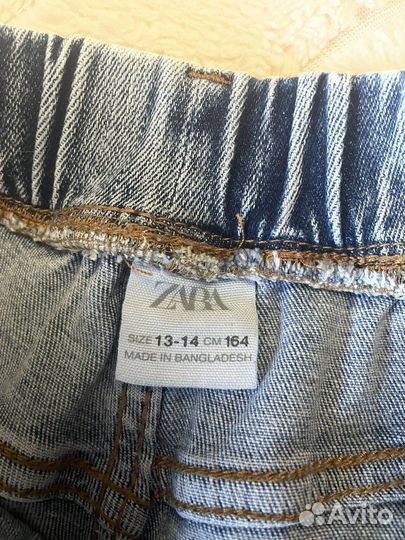 ZARA
SIZE 13-14 CM 164
MADE IN BANGLADESH
Avito